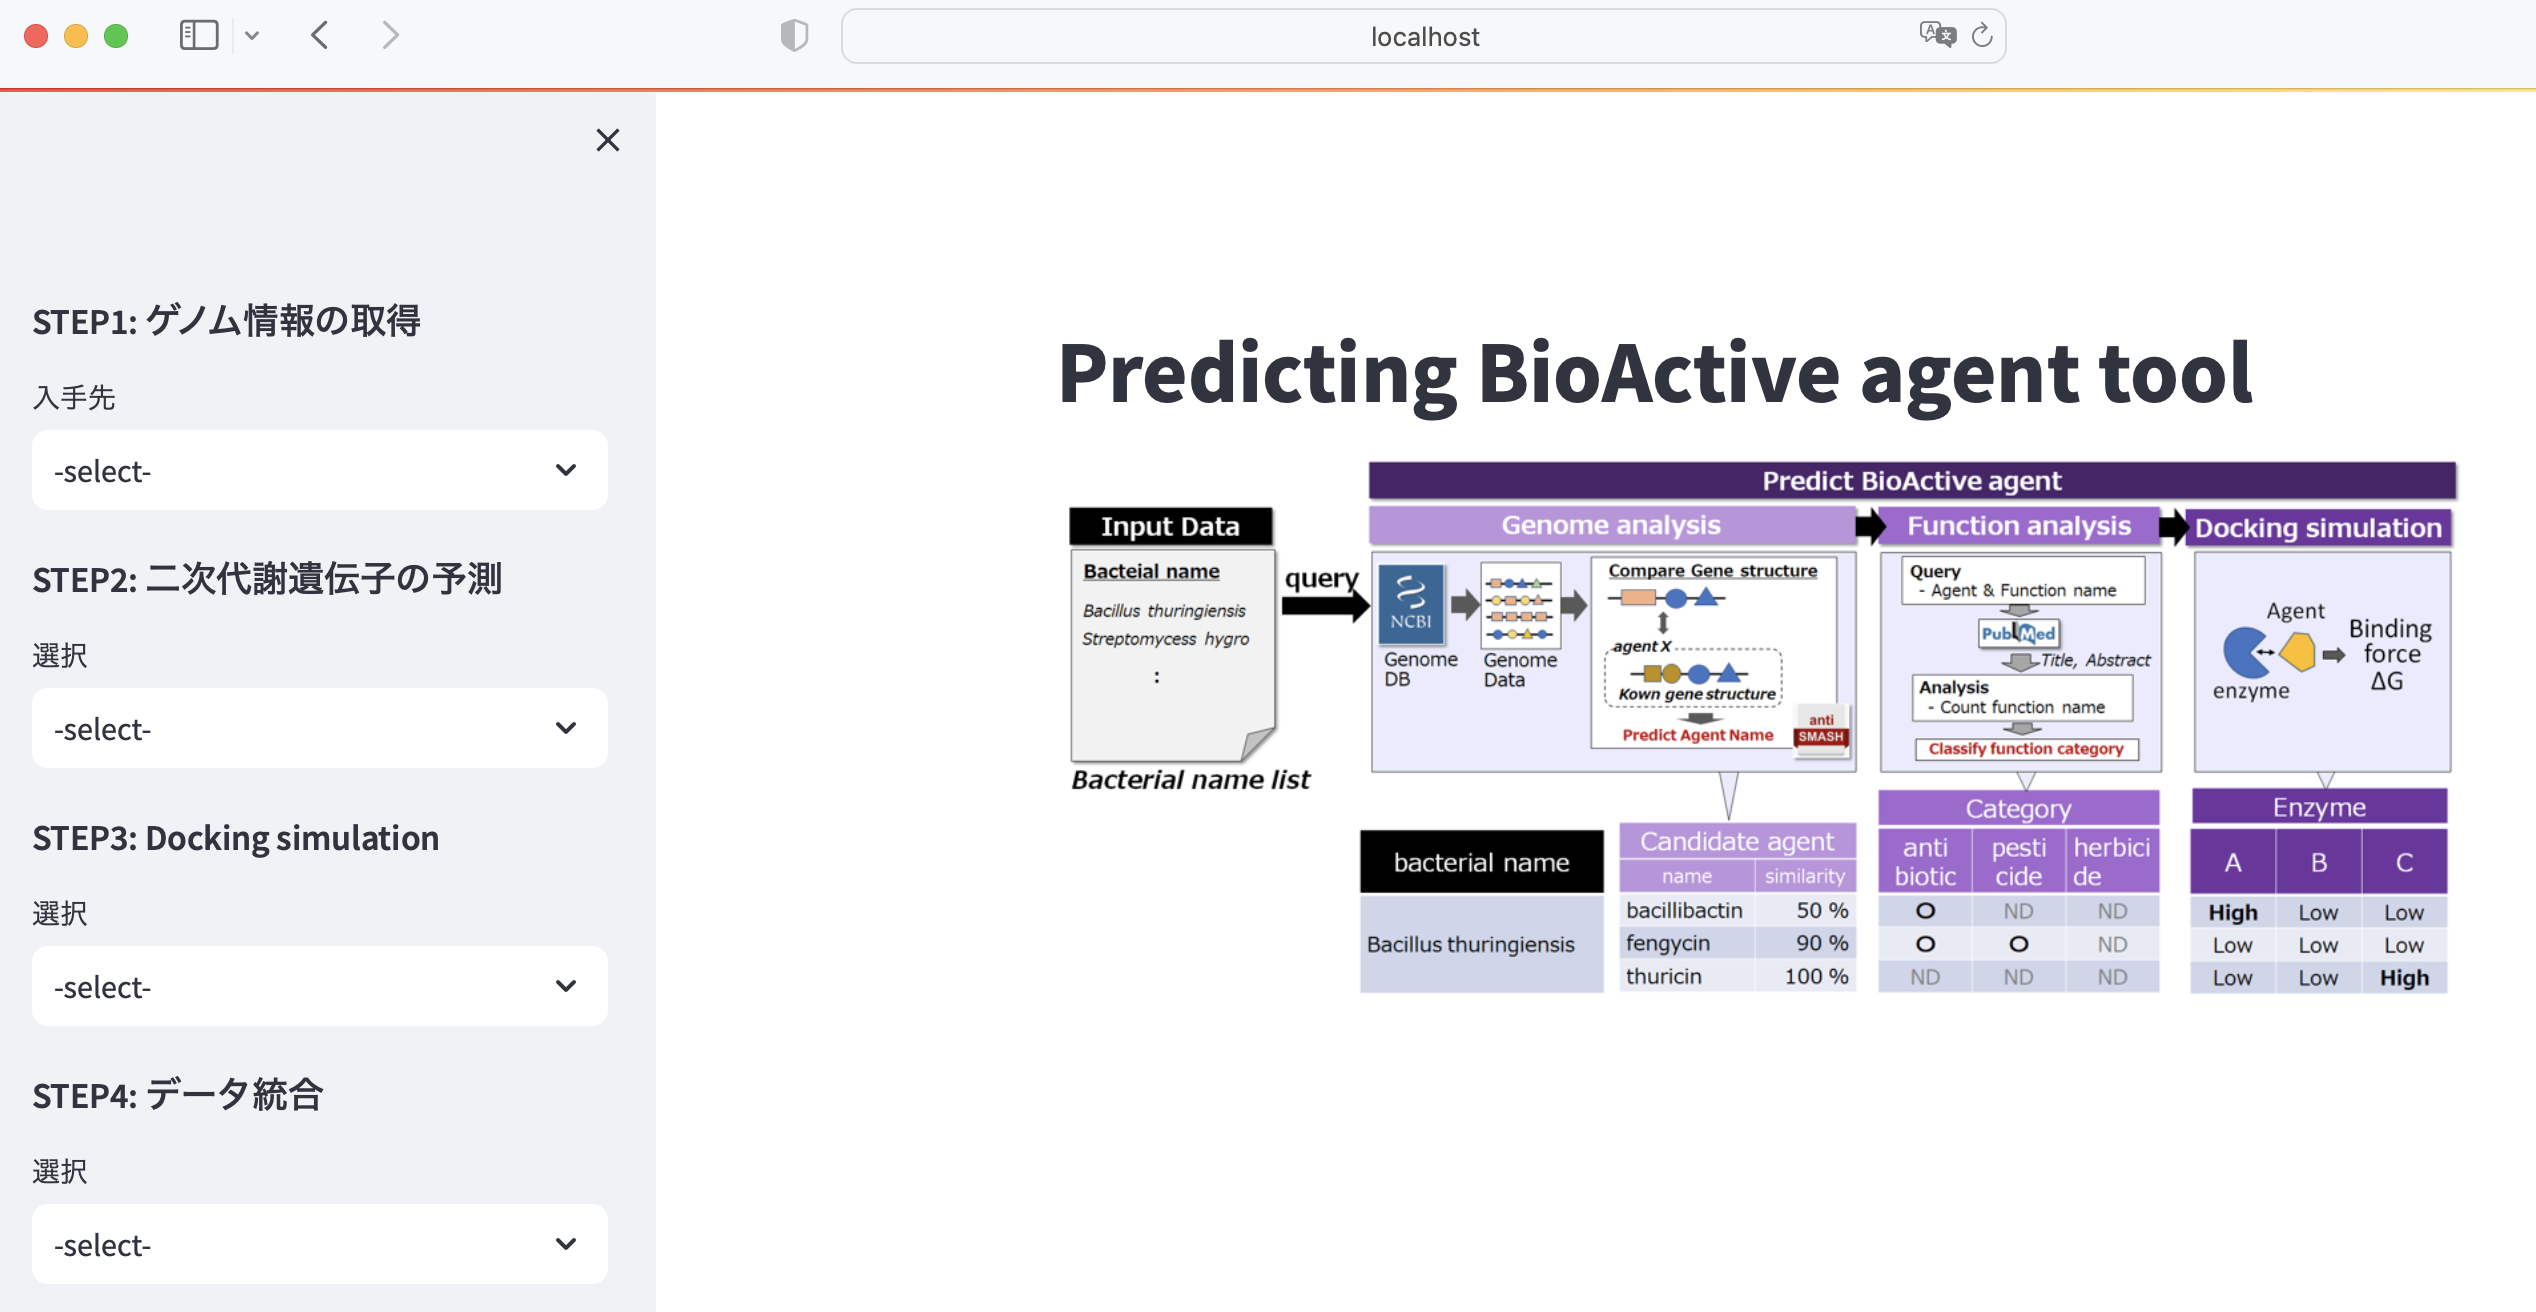 localhost
STEP1: ゲノム情報の取得
入手先
-select-
STEP2: 二次代謝遺伝子の予測
選択
-select-
STEP3: Docking simulation
選択
-select-
STEP4: データ統合
選択
-select-
Predicting BioActive agent tool
Predict BioActive agent
Input Data
Genome analysis
Function analysis
Docking simulation
Bacteial name
Bacillus thuringiensis
Streptomycess hygro
:
Bacterial name list
query
NCBI
Genome
DB
Genome
Data
Compare Gene structure
agent X
Kown gene structure
Predict Agent Name
anti
SMASH
Query
- Agent & Function name
PubMed
Title, Abstract
Analysis
- Count function name
Classify function category
Agent
enzyme
Binding
force
ΔG
bacterial name
Candidate agent
name similarity
Category
anti
biotic
pesti
cide
herbici
de
Enzyme
A B C
Bacillus thuringiensis
bacillibactin 50 % O ND ND High Low Low
fengycin 90 % O O ND Low Low Low
thuricin 100 % ND ND ND Low Low High